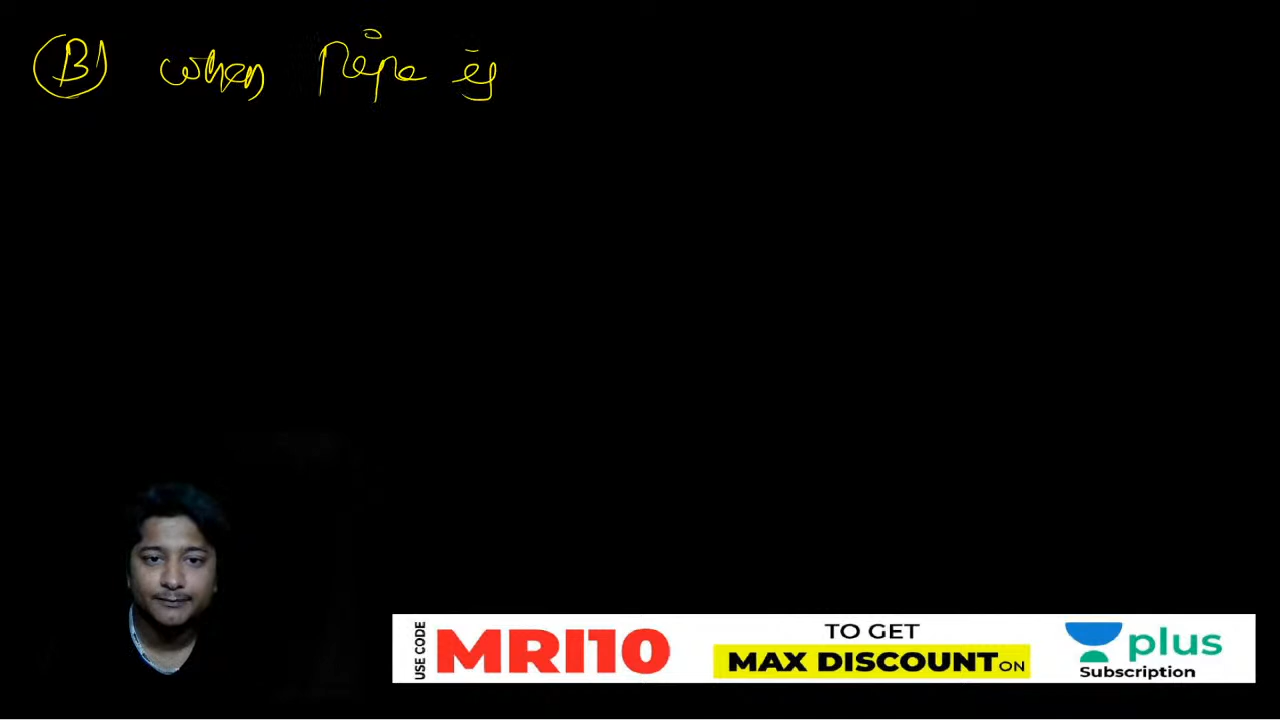 (B) when Pipe is
USE CODE MRI10 TO GET MAX DISCOUNT ON plus Subscription